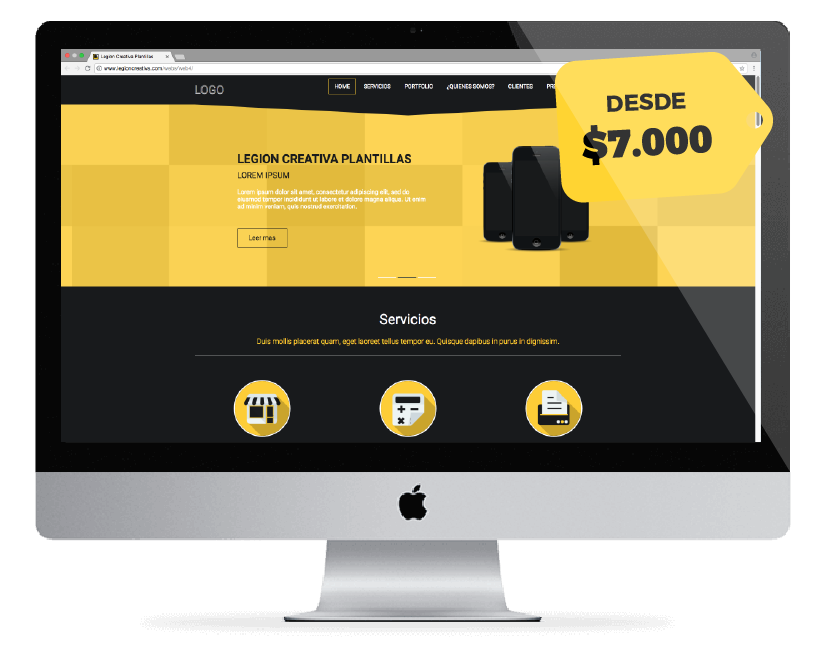 Legion Creativa Plantillas
www.legioncreativa.com/webs/web4/
LOGO
HOME
SERVICIOS
PORTFOLIO
¿QUIENES SOMOS?
CLIENTES
DESDE
$7.000
LEGION CREATIVA PLANTILLAS
LOREM IPSUM
Lorem ipsum dolor sit amet, consectetur adipiscing elit, sed do
eiusmod tempor incididunt ut labore et dolore magna aliqua. Ut enim
ad minim veniam, quis nostrud exercitation.
Leer mas
Servicios
Duis mollis placerat quam, eget laoreet tellus tempor eu. Quisque dapibus in purus in dignissim.